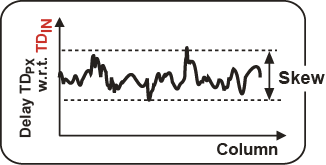 Delay TDPX
w.r.t. TDIN
Skew
Column